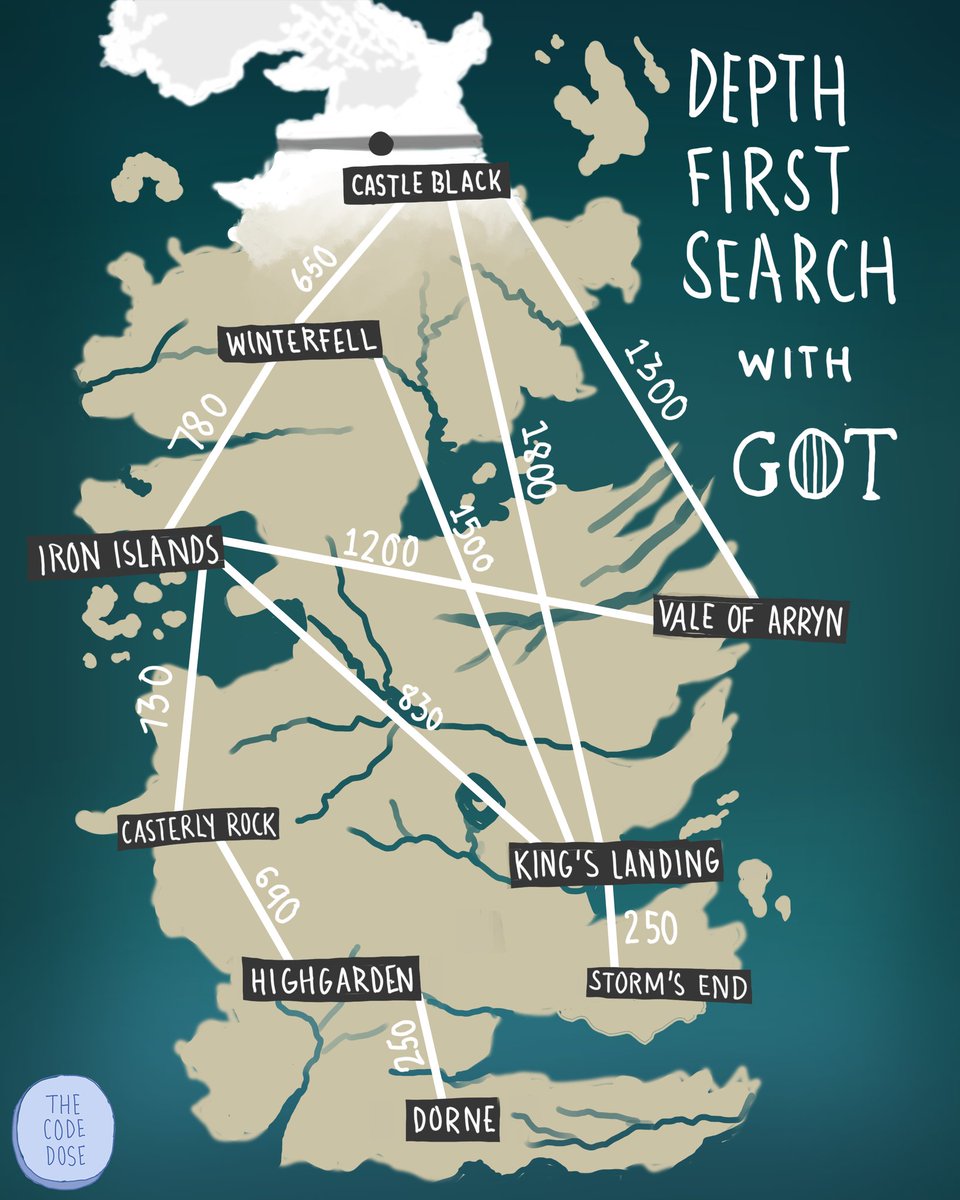 DEPTH
FIRST
SEARCH
WITH
GOT
CASTLE BLACK
650
WINTERFELL
1300
780
1800
1500
IRON ISLANDS
1200
VALE OF ARRYN
730
830
CASTERLY ROCK
KING'S LANDING
690
250
HIGHGARDEN
STORM'S END
250
DORNE
THE
CODE
DOSE